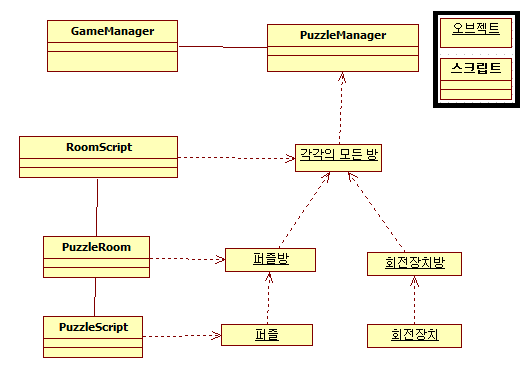 GameManager
PuzzleManager
오브젝트
스크립트
RoomScript
각각의 모든 방
PuzzleRoom
퍼즐방
회전장치방
PuzzleScript
퍼즐
회전장치